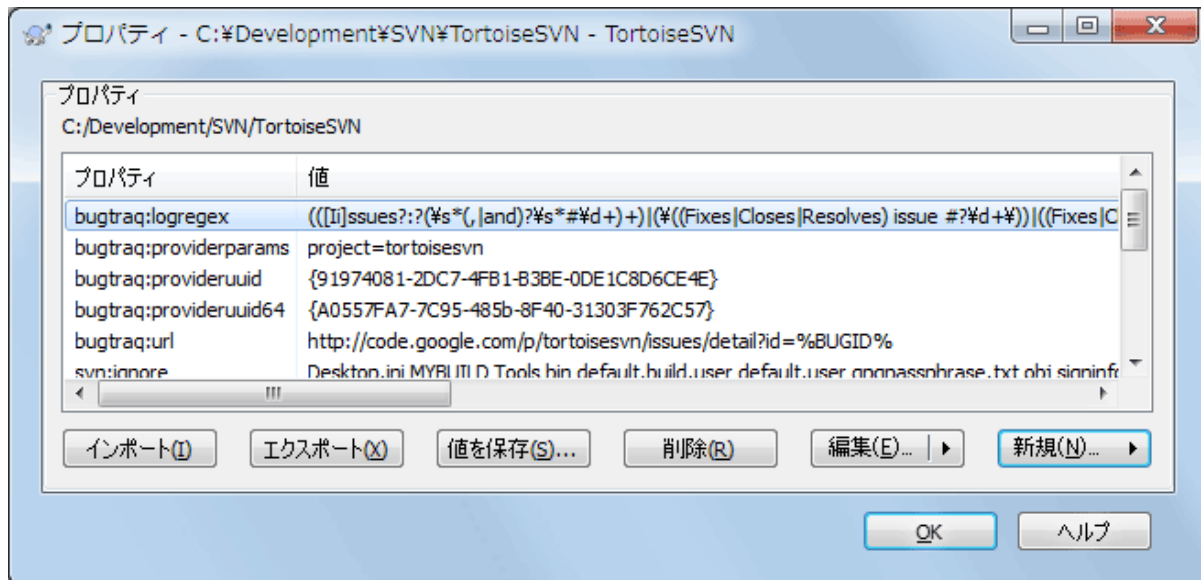 プロパティ - C:¥Development¥SVN¥TortoiseSVN - TortoiseSVN
プロパティ
C:/Development/SVN/TortoiseSVN
プロパティ 値
bugtraq:logregex (([Ii]ssues?:?(¥s*(,|and)?¥s*#¥d+)+)|(¥((Fixes|Closes|Resolves) issue #?¥d+¥))|((Fixes|C
bugtraq:providerparams project=tortoisesvn
bugtraq:provideruuid {91974081-2DC7-4FB1-B3BE-0DE1C8D6CE4E}
bugtraq:provideruuid64 {A0557FA7-7C95-485b-8F40-31303F762C57}
bugtraq:url http://code.google.com/p/tortoisesvn/issues/detail?id=%BUGID%
svn:ignore Desktop.ini MYBUILD Tools bin default.build.user default.user gpgpassphrase.txt obj signinfo
インポート(I) エクスポート(X) 値を保存(S)... 削除(R) 編集(E)... 新規(N)...
OK ヘルプ